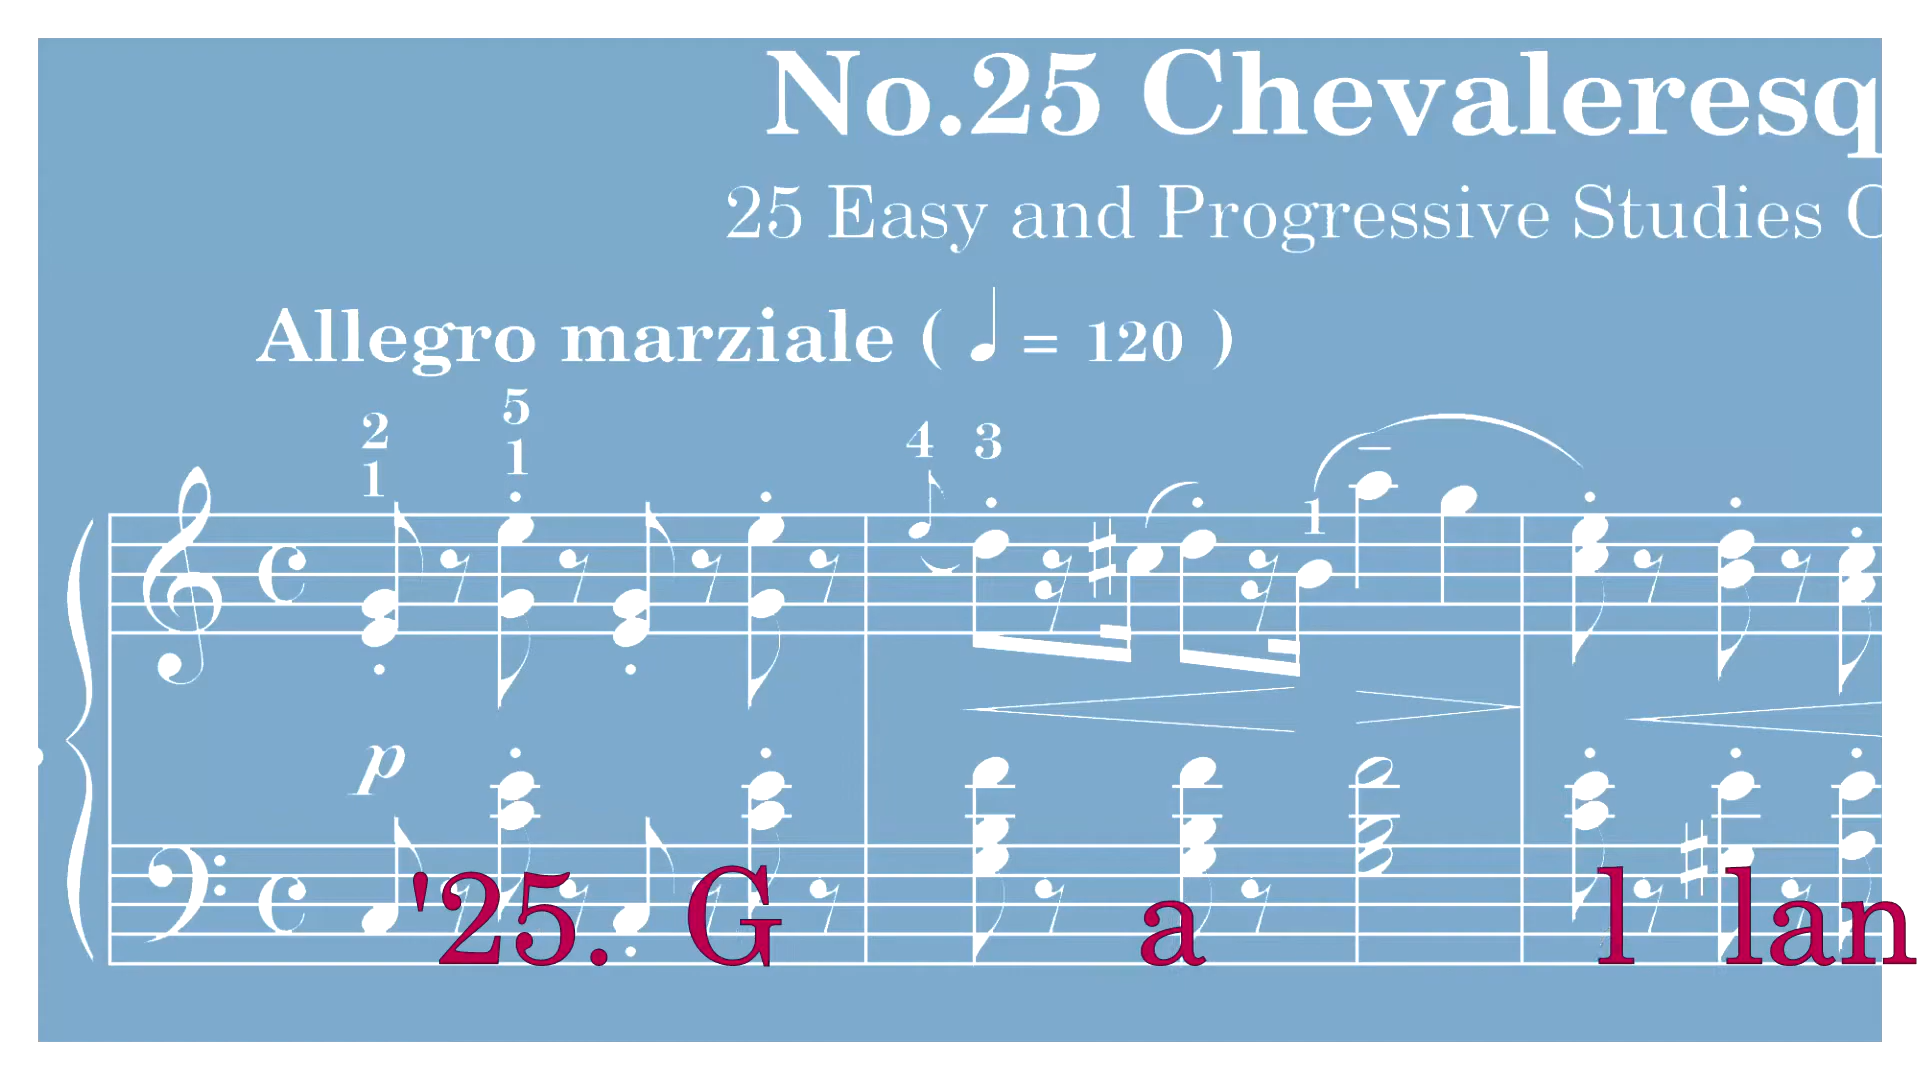 No.25 Chevaleresq
25 Easy and Progressive Studies
Allegro marziale ( ♩ = 120 )
5
2 1 4 3
1
1
p
'25. G a l lan